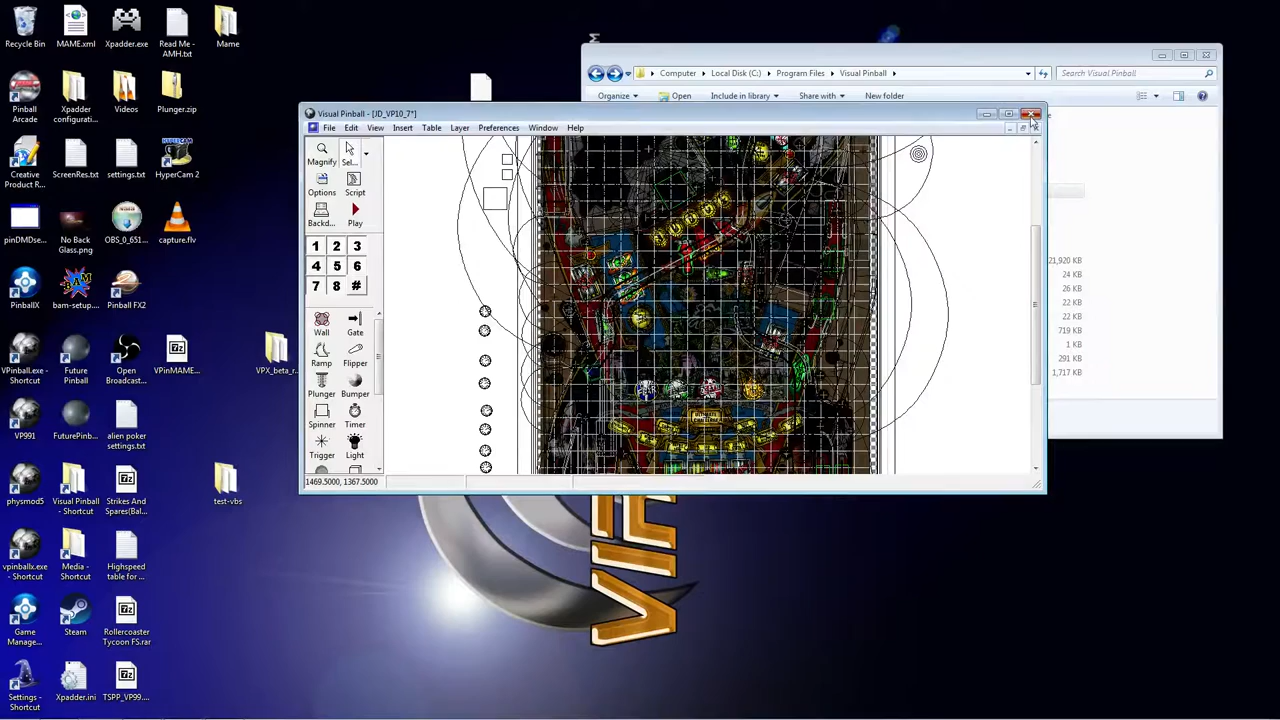 Recycle Bin
MAME.xml
Xpadder.exe
Read Me -
AMH.txt
Mame
Pinball
Arcade
Xpadder
configurati...
Videos
Plunger.zip
Creative
Product R...
ScreenRes.txt
settings.txt
HyperCam 2
pinDMDse...
No Back
Glass.png
OBS_0_651...
capture.flv
PinballX
bam-setup...
Pinball FX2
VPinball.exe
- Shortcut
Future
Pinball
Open
Broadcast...
VPinMAME...
VPX_beta_r...
VP991
FuturePinb...
alien poker
settings.txt
physmod5
Visual Pinball
- Shortcut
Strikes And
Spares(Bal...
test-vbs
vpinballx.exe
- Shortcut
Media -
Shortcut
Highspeed
table for ...
Game
Manage...
Steam
Rollercoaster
Tycoon FS.rar
Settings -
Shortcut
Xpadder.ini
TSPP_VP99....
Computer
Local Disk (C:)
Program Files
Visual Pinball
Search Visual Pinball
Organize
Open
Include in library
Share with
New folder
21,920 KB
24 KB
26 KB
22 KB
22 KB
719 KB
1 KB
291 KB
1,717 KB
Visual Pinball - [JD_VP10_7*]
File Edit View Insert Table Layer Preferences Window Help
Magnify Sel...
Options Script
Backd... Play
1 2 3
4 5 6
7 8 #
Wall Gate
Ramp Flipper
Plunger Bumper
Spinner Timer
Trigger Light
1469.5000, 1367.5000